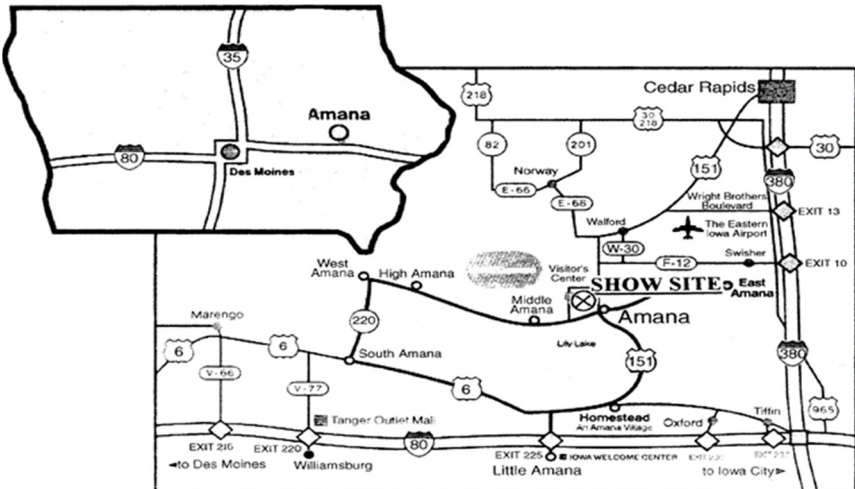 35
Amana
80
Des Moines
Cedar Rapids
218
30
218
82
201
30
Norway
151
380
E-66
E-68
Wright Brothers
Boulevard
EXIT 13
Walford
The Eastern
Iowa Airport
W-30
Swisher
F-12
EXIT 10
West
Amana
High Amana
Visitor's
Center
SHOW SITE
East
Amana
Middle
Amana
Amana
220
Marengo
Lily Lake
6
6
South Amana
151
380
V-66
V-77
6
965
Tanger Outlet Mall
Homestead
An Amana Village
Oxford
Tiffin
EXIT 216
EXIT 220
80
EXIT 225
IOWA WELCOME CENTER
to Des Moines
Williamsburg
Little Amana
to Iowa City